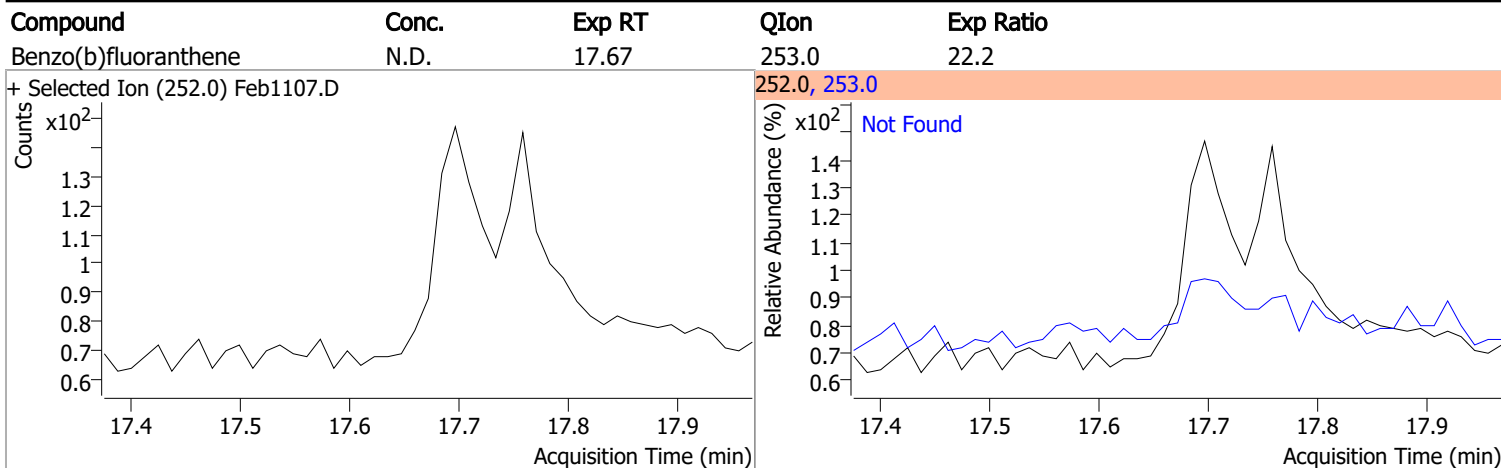 Compound Conc. Exp RT QIon Exp Ratio
Benzo(b)fluoranthene N.D. 17.67 253.0 22.2
+ Selected Ion (252.0) Feb1107.D
Counts
x10²
1.3
1.2
1.1
1
0.9
0.8
0.7
0.6
17.4 17.5 17.6 17.7 17.8 17.9
Acquisition Time (min)
252.0, 253.0
Relative Abundance (%)
x10²
Not Found
1.4
1.3
1.2
1.1
1
0.9
0.8
0.7
0.6
17.4 17.5 17.6 17.7 17.8 17.9
Acquisition Time (min)